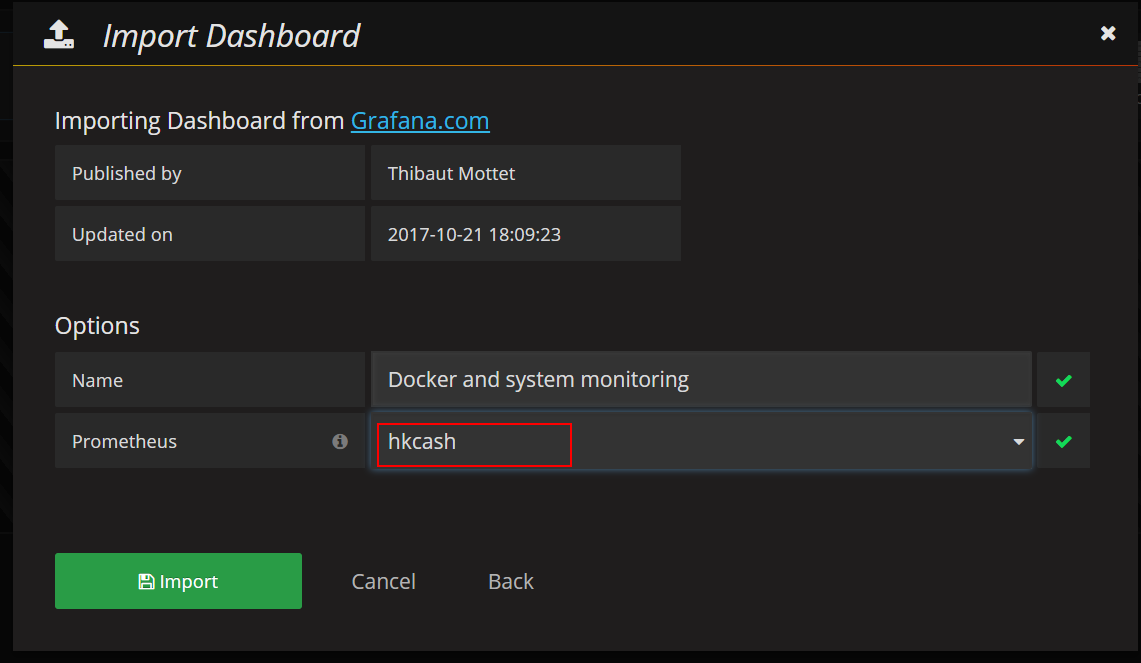 Import Dashboard
Importing Dashboard from Grafana.com
Published by Thibaut Mottet
Updated on 2017-10-21 18:09:23
Options
Name Docker and system monitoring
Prometheus hkcash
Import Cancel Back